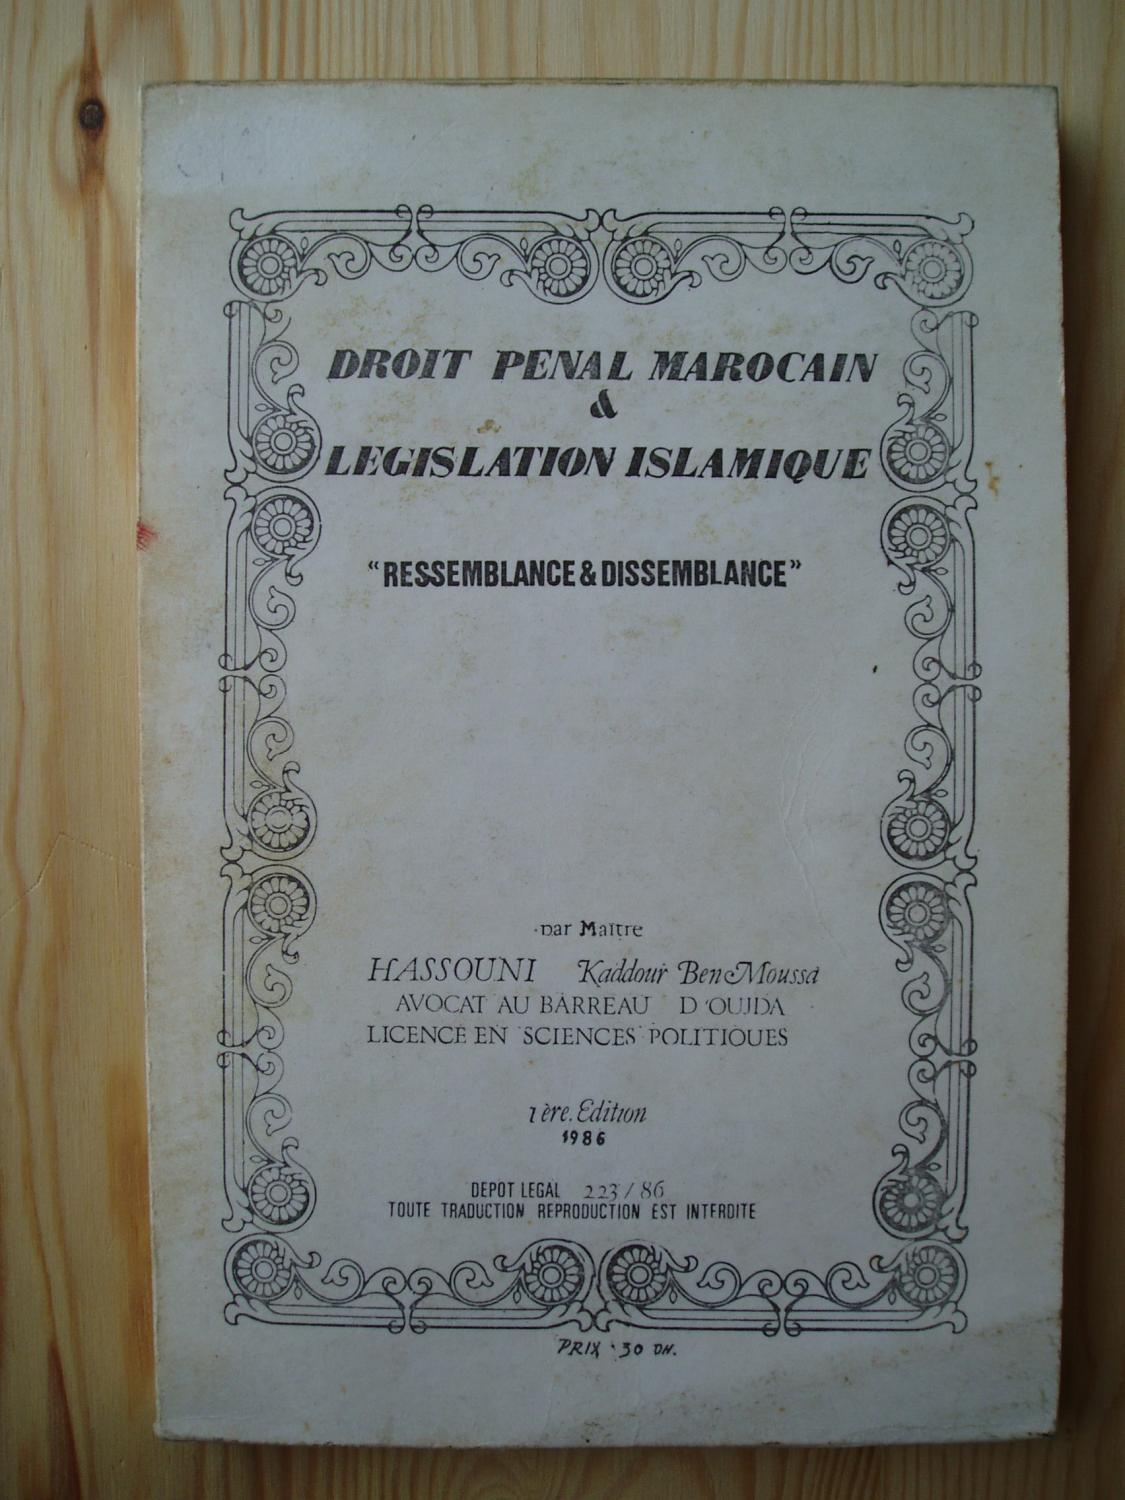 DROIT PENAL MAROCAIN
&
LEGISLATION ISLAMIQUE
“RESSEMBLANCE & DISSEMBLANCE”
par Maître
HASSOUNI Kaddour Ben Moussa
AVOCAT AU BARREAU D'OUJDA
LICENCE EN SCIENCES POLITIQUES
1ère. Edition
1986
DEPOT LEGAL 223/86
TOUTE TRADUCTION REPRODUCTION EST INTERDITE
PRIX : 30 DH.